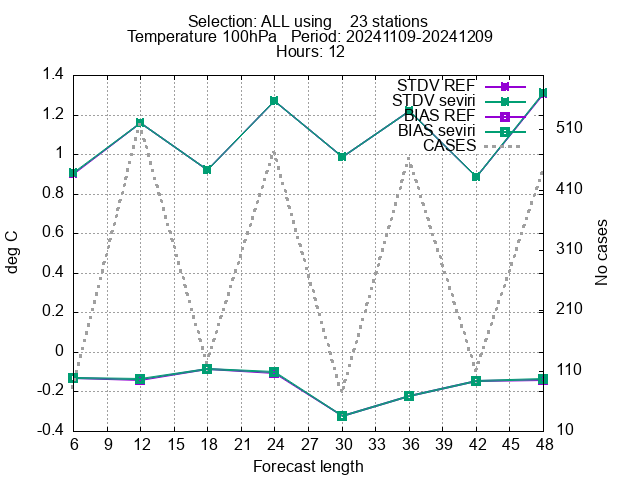 Selection: ALL using    23 stations
Temperature 100hPa   Period: 20241109-20241209
Hours: 12
STDV REF
STDV seviri
BIAS REF
BIAS seviri
CASES
1.4
1.2
1
0.8
0.6
0.4
0.2
0
-0.2
-0.4
deg C
510
410
310
210
110
10
No cases
6 9 12 15 18 21 24 27 30 33 36 39 42 45 48
Forecast length